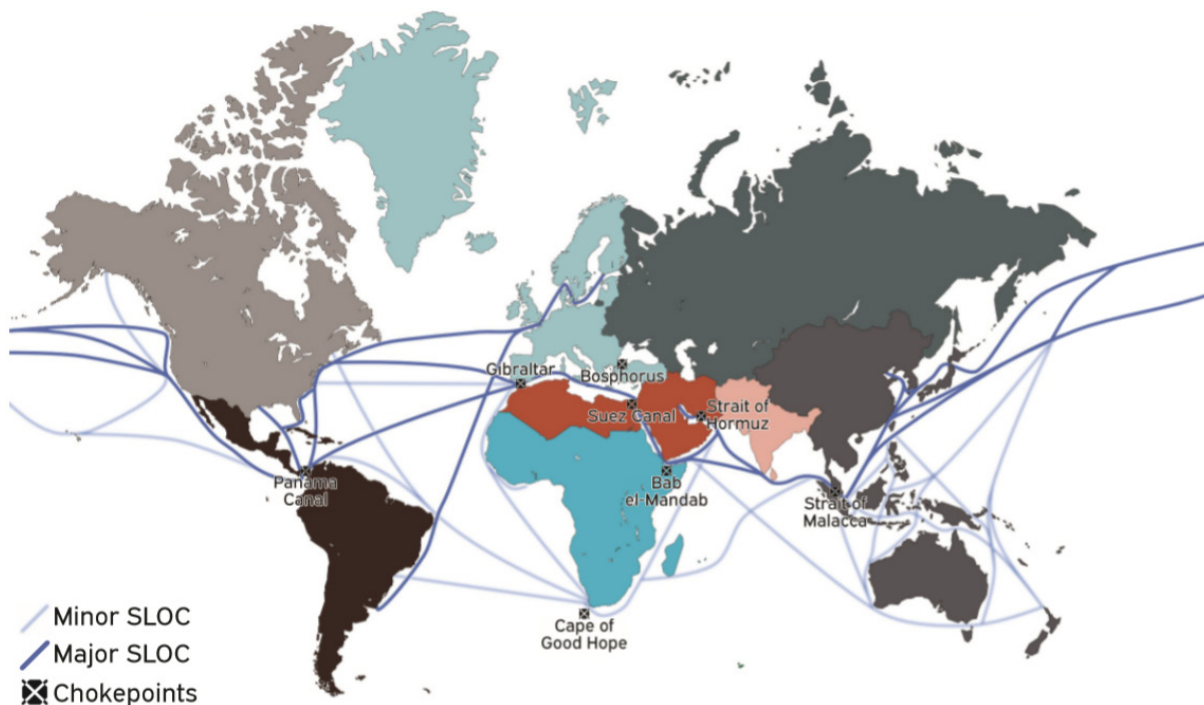 Gibraltar
Bosphorus
Suez Canal
Strait of
Hormuz
Panama
Canal
Bab
el-Mandab
Strait of
Malacca
Cape of
Good Hope
Minor SLOC
Major SLOC
Chokepoints